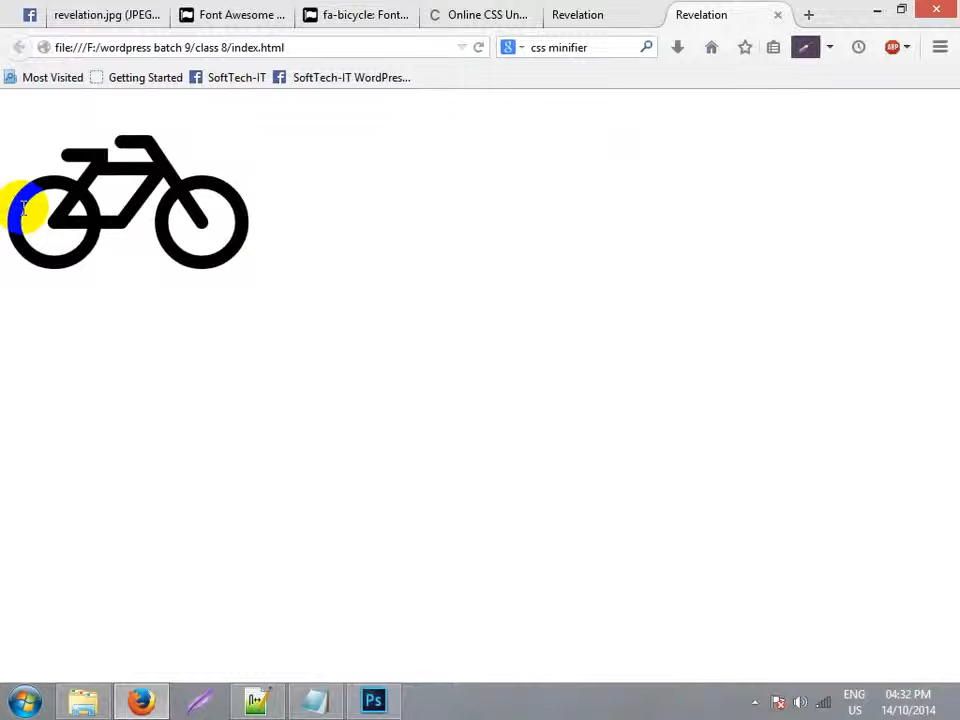 revelation.jpg (JPEG... Font Awesome ... fa-bicycle: Font... Online CSS Un... Revelation Revelation
file:///F:/wordpress batch 9/class 8/index.html css minifier
Most Visited Getting Started SoftTech-IT SoftTech-IT WordPres...
ENG 04:32 PM
US 14/10/2014